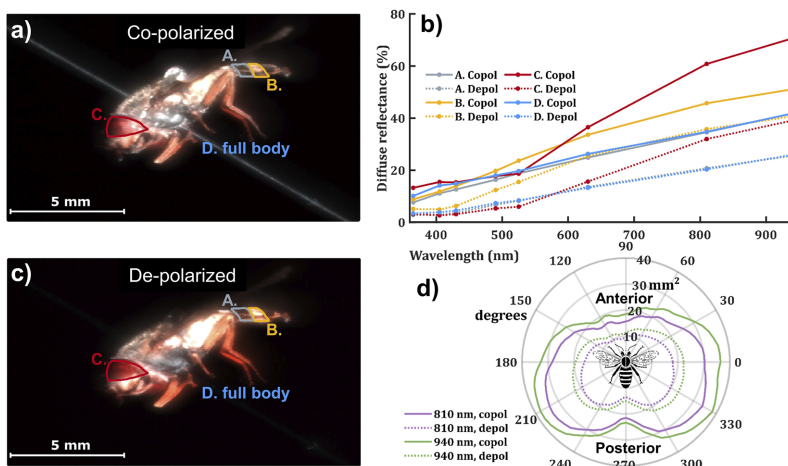 a)
Co-polarized
A.
B.
C.
D. full body
5 mm
b)
Diffuse reflectance (%)
80
60
40
20
0
A. Copol
A. Depol
B. Copol
B. Depol
C. Copol
C. Depol
D. Copol
D. Depol
400
500
600
700
800
900
Wavelength (nm)
c)
De-polarized
A.
B.
C.
D. full body
5 mm
d)
degrees
mm²
Anterior
Posterior
90
60
30
0
330
300
270
240
210
180
150
120
40
30
20
10
810 nm, copol
810 nm, depol
940 nm, copol
940 nm, depol